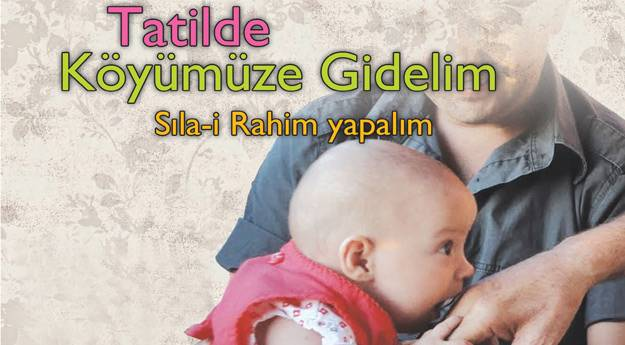 Tatilde
Köyümüze Gidelim
Sıla-i Rahim yapalım